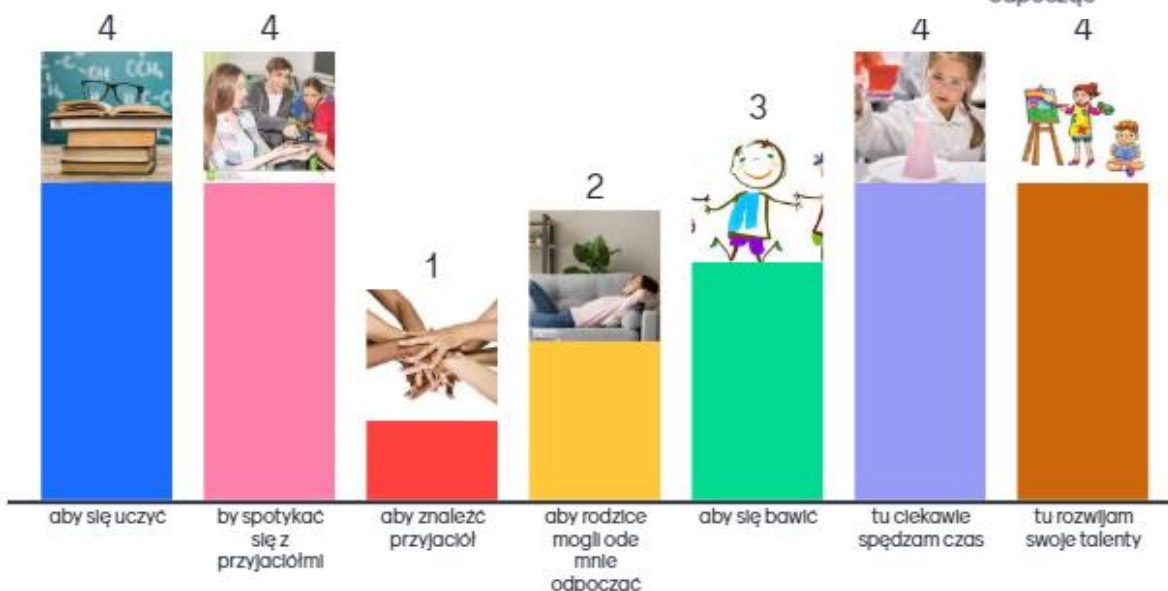 odpocząć
4
4
4
4
3
2
1
aby się uczyć
by spotykać
się z
przyjaciółmi
aby znaleźć
przyjaciół
aby rodzice
mogli ode
mnie
odpocząć
aby się bawić
tu ciekawie
spędzam czas
tu rozwijam
swoje talenty